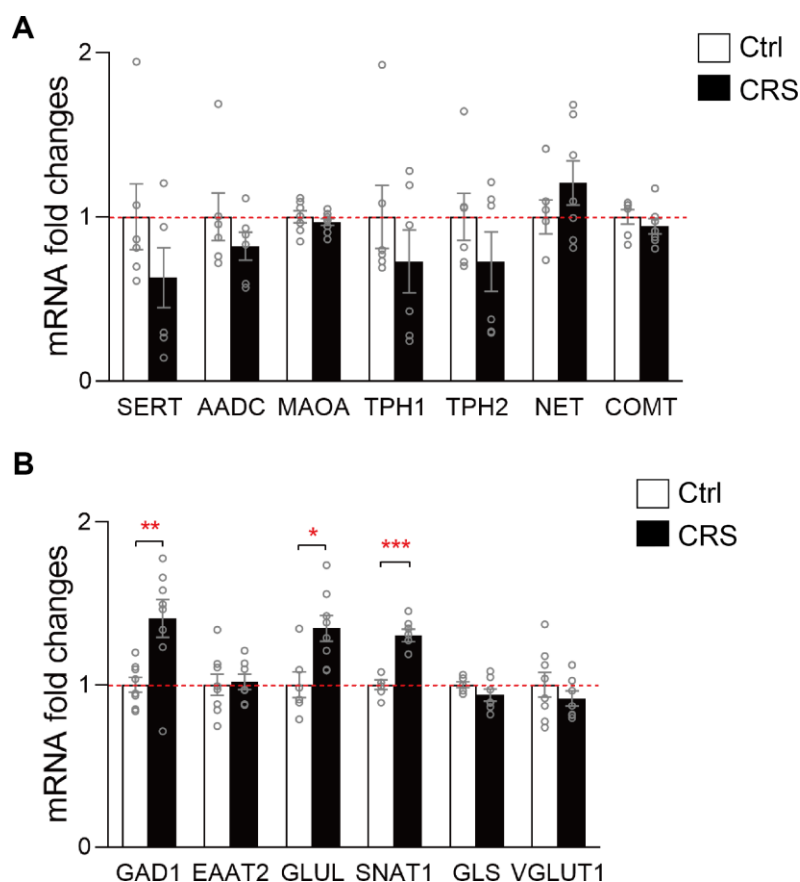 A
mRNA fold changes
2
1
0
Ctrl
CRS
SERT AADC MAOA TPH1 TPH2 NET COMT
B
mRNA fold changes
2
1
0
** * ***
Ctrl
CRS
GAD1 EAAT2 GLUL SNAT1 GLS VGLUT1